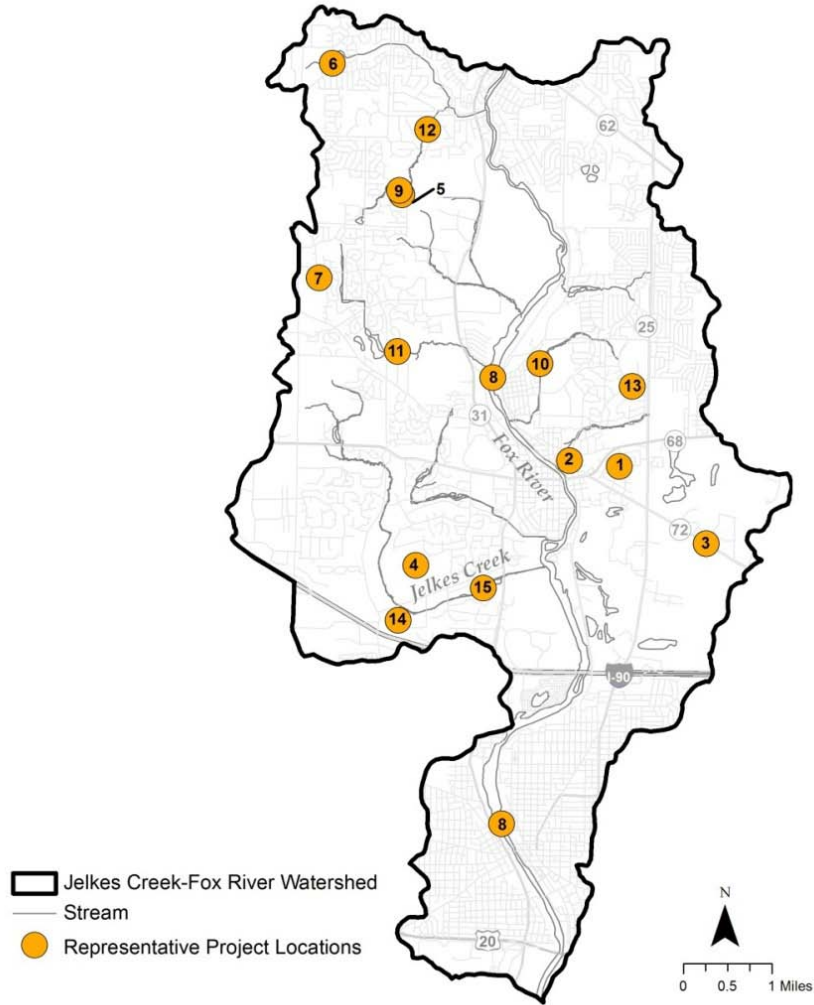 6
62
12
9
5
7
25
11
10
8
13
31
Fox River
68
2
1
72
3
4
Jelkes Creek
15
14
I-90
8
Jelkes Creek-Fox River Watershed
Stream
Representative Project Locations
20
N
0 0.5 1 Miles